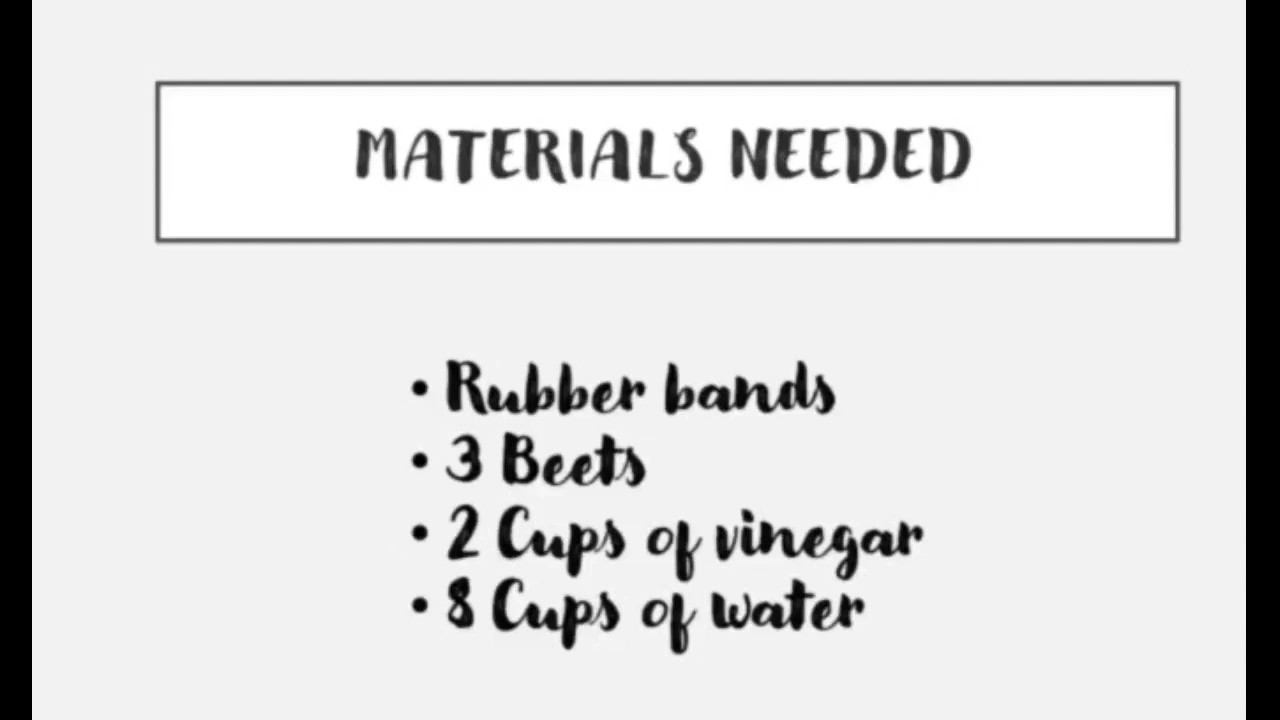 MATERIALS NEEDED
• Rubber bands
• 3 Beets
• 2 Cups of vinegar
• 8 Cups of water